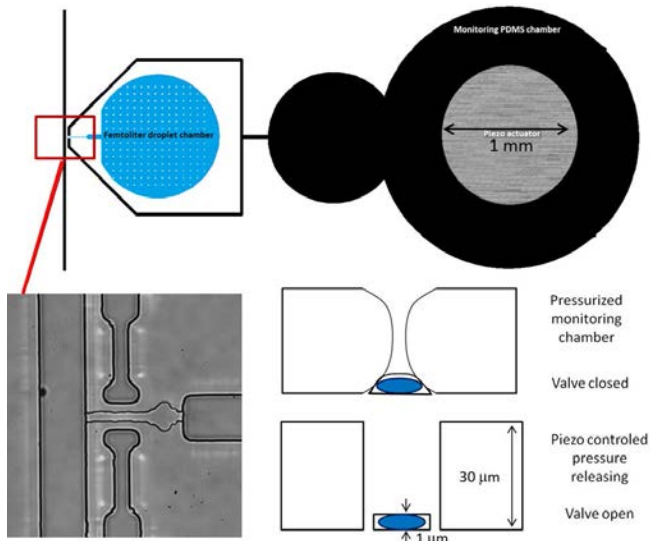 Monitoring PDMS chamber
Femtoliter droplet chamber
Piezo actuator
1 mm
Pressurized
monitoring
chamber
Valve closed
Piezo controled
pressure
releasing
30 µm
Valve open
1 µm